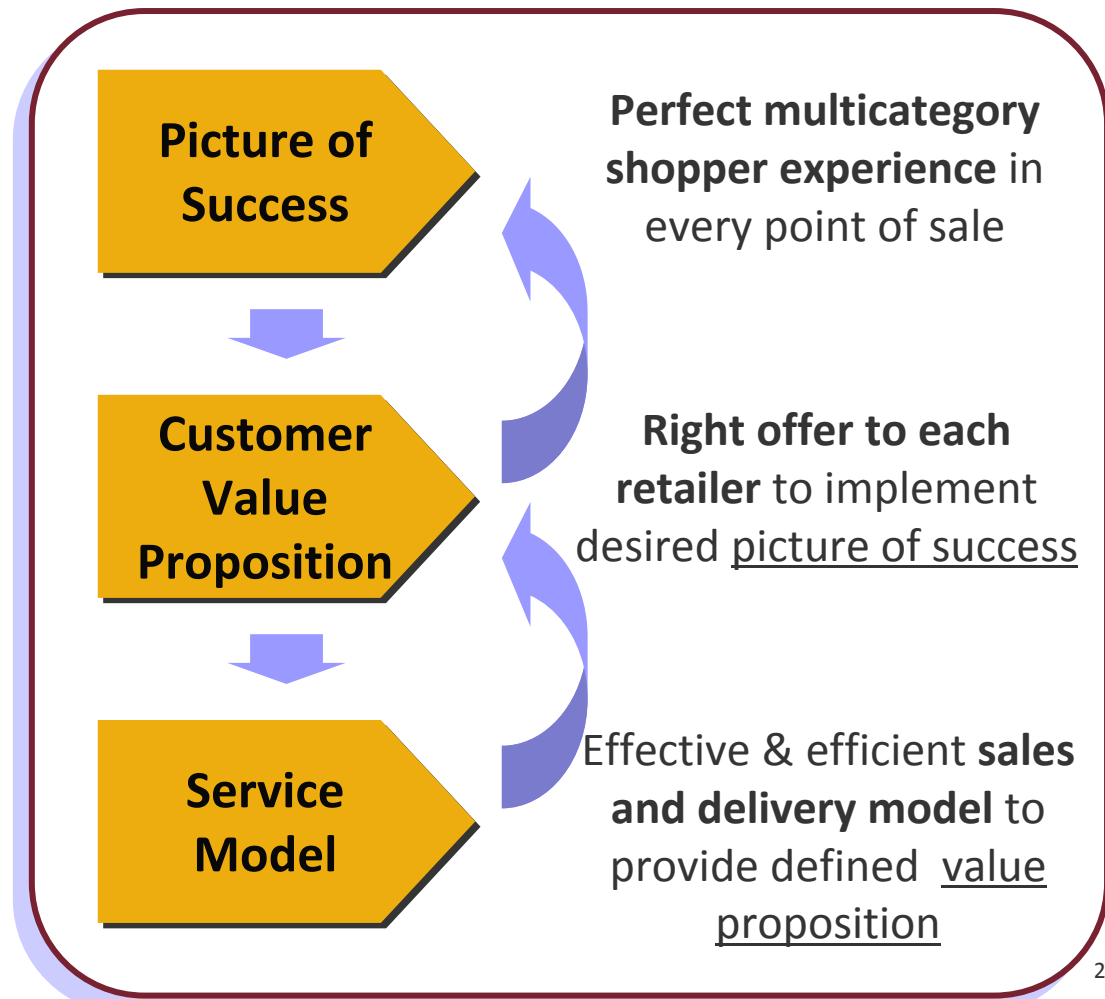 Picture of
Success
Perfect multicategory
shopper experience in
every point of sale
Customer
Value
Proposition
Right offer to each
retailer to implement
desired picture of success
Service
Model
Effective & efficient sales
and delivery model to
provide defined value
proposition
2